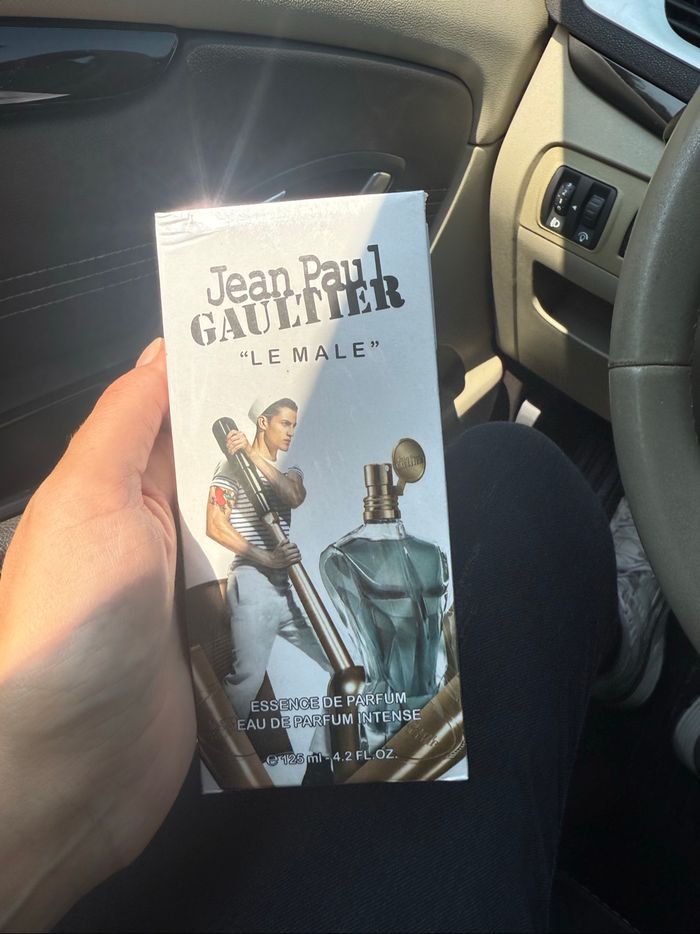 Jean Paul
GAULTIER
“LE MALE”
ESSENCE DE PARFUM
EAU DE PARFUM INTENSE
e 125 ml - 4.2 FL.OZ.